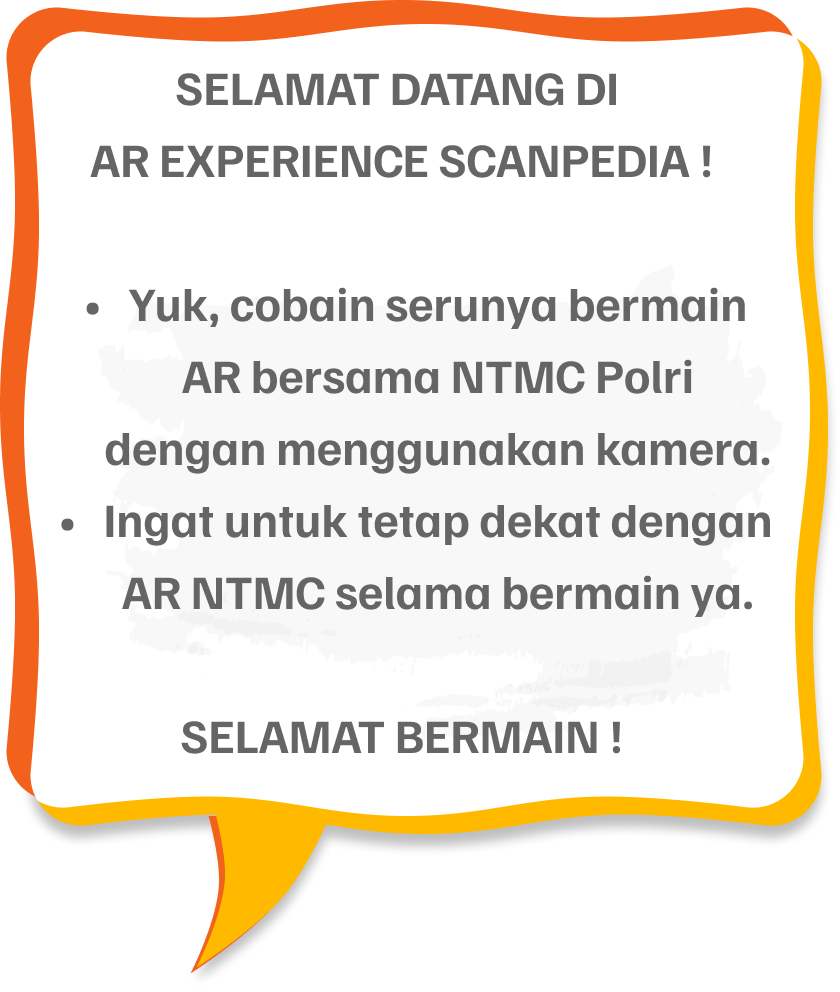 SELAMAT DATANG DI
AR EXPERIENCE SCANPEDIA !
• Yuk, cobain serunya bermain
AR bersama NTMC Polri
dengan menggunakan kamera.
• Ingat untuk tetap dekat dengan
AR NTMC selama bermain ya.
SELAMAT BERMAIN !